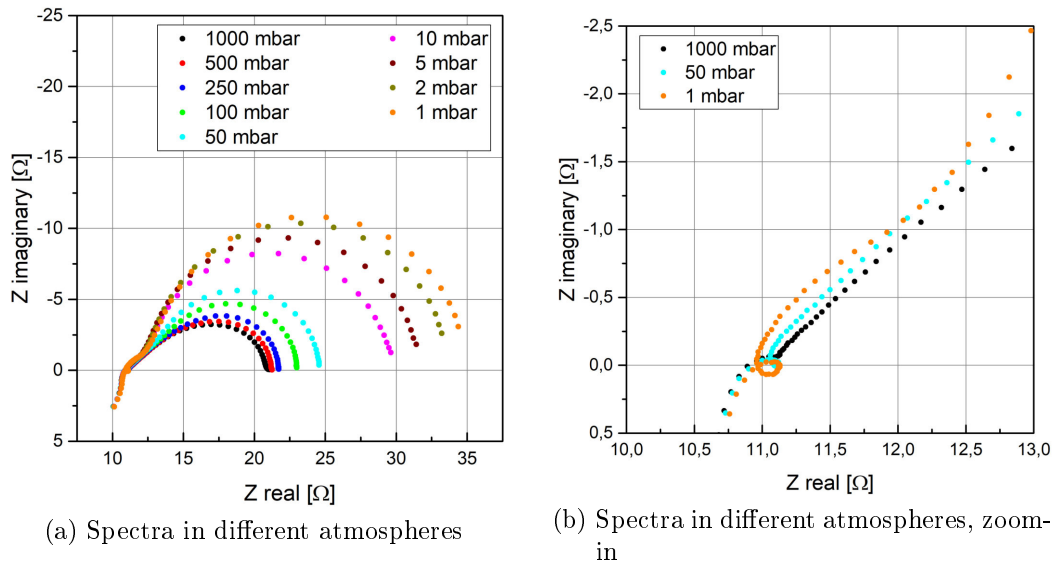 -25
-20
-15
-10
-5
0
5
10
15
20
25
30
35
Z imaginary [Ω]
Z real [Ω]
1000 mbar
500 mbar
250 mbar
100 mbar
50 mbar
10 mbar
5 mbar
2 mbar
1 mbar
(a) Spectra in different atmospheres
-2,5
-2,0
-1,5
-1,0
-0,5
0,0
0,5
10,0
10,5
11,0
11,5
12,0
12,5
13,0
Z imaginary [Ω]
Z real [Ω]
1000 mbar
50 mbar
1 mbar
(b) Spectra in different atmospheres, zoom-
in